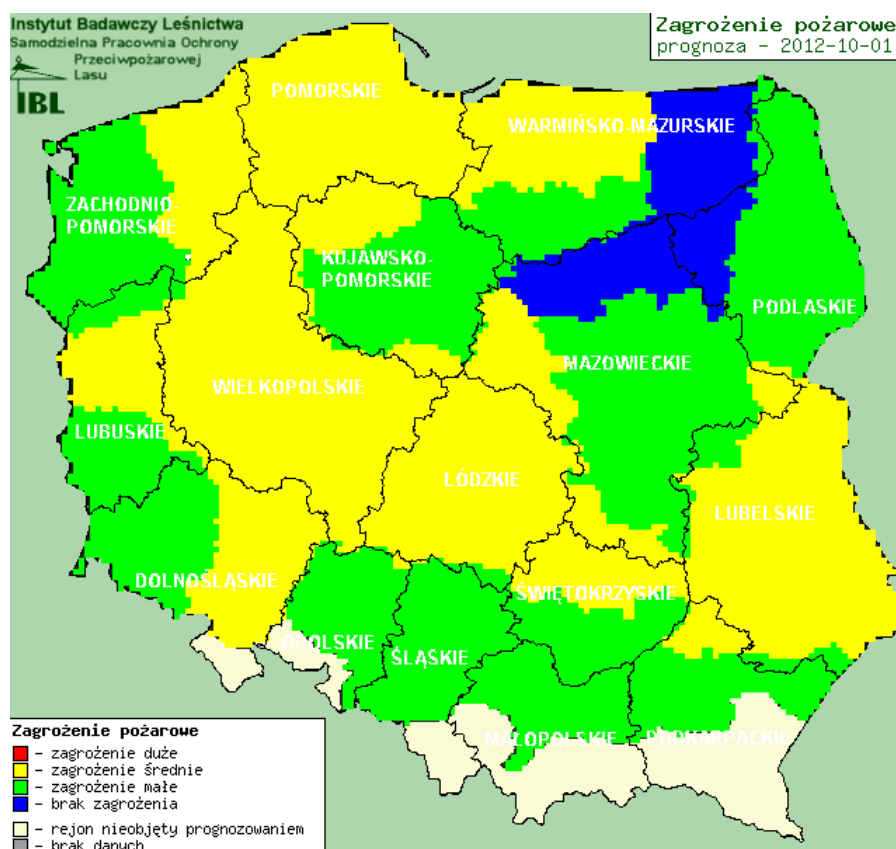 Instytut Badawczy Leśnictwa
Samodzielna Pracownia Ochrony
Przeciwpożarowej
Lasu
IBL
Zagrożenie pożarowe
prognoza - 2012-10-01
POMORSKIE
WARMIŃSKO-MAZURSKIE
ZACHODNIO-
POMORSKIE
KUJAWSKO-
POMORSKIE
PODLASKIE
MAZOWIECKIE
WIELKOPOLSKIE
LUBUSKIE
ŁÓDZKIE
LUBELSKIE
DOLNOŚLĄSKIE
ŚWIĘTOKRZYSKIE
OPOLSKIE
ŚLĄSKIE
MAŁOPOLSKIE
PODKARPACKIE
Zagrożenie pożarowe
- zagrożenie duże
- zagrożenie średnie
- zagrożenie małe
- brak zagrożenia
- rejon nieobjęty prognozowaniem
- brak danych